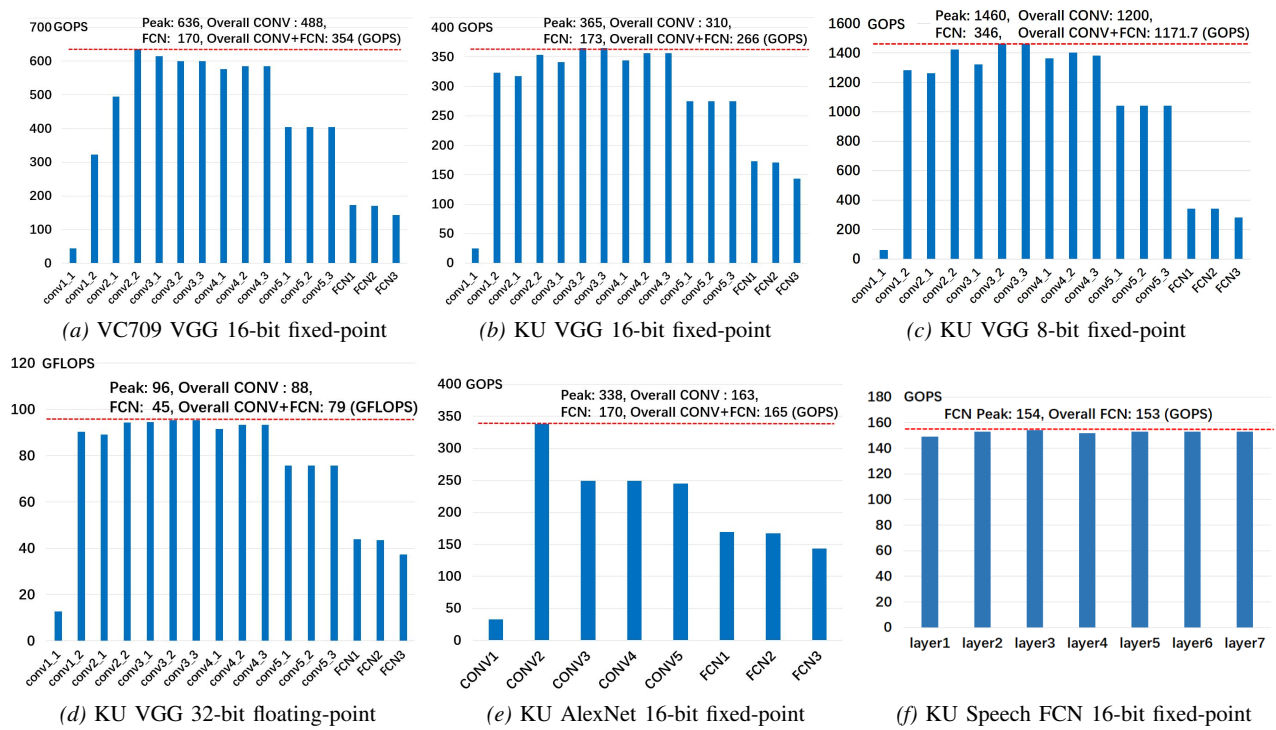 700 GOPS
Peak: 636, Overall CONV : 488,
FCN: 170, Overall CONV+FCN: 354 (GOPS)
600
500
400
300
200
100
0
conv1_1 conv1_2 conv2_1 conv2_2 conv3_1 conv3_2 conv3_3 conv4_1 conv4_2 conv4_3 conv5_1 conv5_2 conv5_3 FCN1 FCN2 FCN3
(a) VC709 VGG 16-bit fixed-point
400 GOPS
Peak: 365, Overall CONV : 310,
FCN: 173, Overall CONV+FCN: 266 (GOPS)
350
300
250
200
150
100
50
0
conv1_1 conv1_2 conv2_1 conv2_2 conv3_1 conv3_2 conv3_3 conv4_1 conv4_2 conv4_3 conv5_1 conv5_2 conv5_3 FCN1 FCN2 FCN3
(b) KU VGG 16-bit fixed-point
1600 GOPS
Peak: 1460, Overall CONV: 1200,
FCN: 346, Overall CONV+FCN: 1171.7 (GOPS)
1400
1200
1000
800
600
400
200
0
conv1_1 conv1_2 conv2_1 conv2_2 conv3_1 conv3_2 conv3_3 conv4_1 conv4_2 conv4_3 conv5_1 conv5_2 conv5_3 FCN1 FCN2 FCN3
(c) KU VGG 8-bit fixed-point
120 GFLOPS
Peak: 96, Overall CONV : 88,
FCN: 45, Overall CONV+FCN: 79 (GFLOPS)
100
80
60
40
20
0
conv1_1 conv1_2 conv2_1 conv2_2 conv3_1 conv3_2 conv3_3 conv4_1 conv4_2 conv4_3 conv5_1 conv5_2 conv5_3 FCN1 FCN2 FCN3
(d) KU VGG 32-bit floating-point
400 GOPS
Peak: 338, Overall CONV : 163,
FCN: 170, Overall CONV+FCN: 165 (GOPS)
350
300
250
200
150
100
50
0
CONV1 CONV2 CONV3 CONV4 CONV5 FCN1 FCN2 FCN3
(e) KU AlexNet 16-bit fixed-point
180 GOPS
FCN Peak: 154, Overall FCN: 153 (GOPS)
160
140
120
100
80
60
40
20
0
layer1 layer2 layer3 layer4 layer5 layer6 layer7
(f) KU Speech FCN 16-bit fixed-point